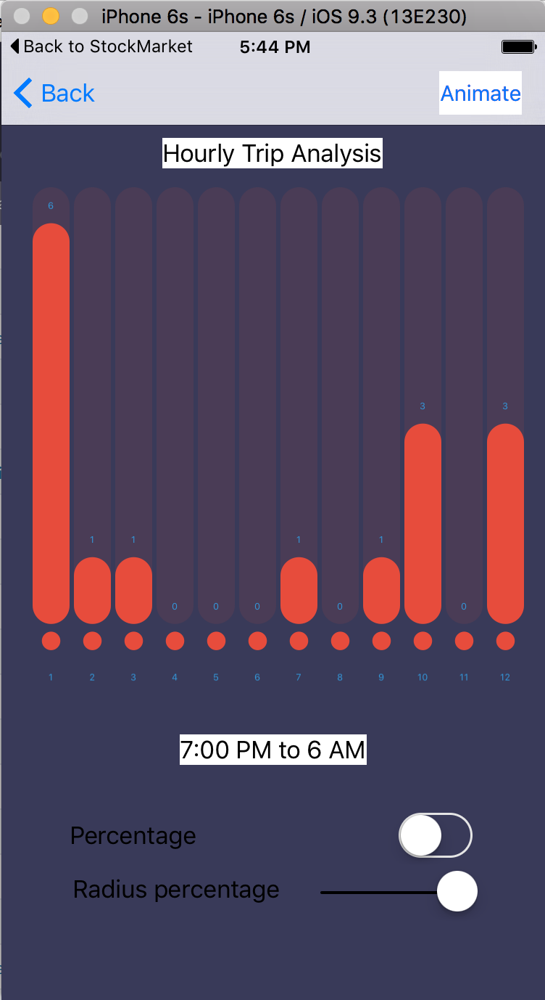 iPhone 6s - iPhone 6s / iOS 9.3 (13E230)
Back to StockMarket 5:44 PM
Back Animate
Hourly Trip Analysis
6
3 3
1 1 1 1
0 0 0 0 0
1 2 3 4 5 6 7 8 9 10 11 12
7:00 PM to 6 AM
Percentage
Radius percentage